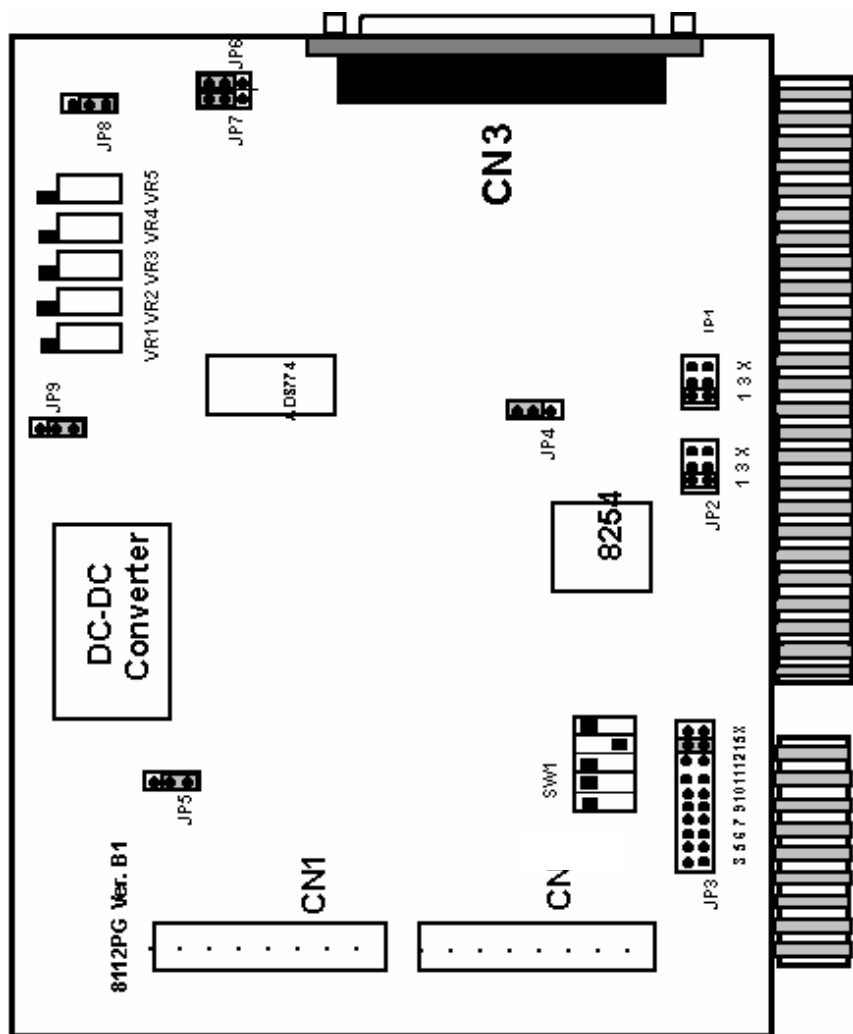 JP6
JP7
JP8
CN3
VR1 VR2 VR3 VR4 VR5
JP9
JP1
1 3 X
JP4
JP2
1 3 X
8254
DC-DC
Converter
SW1
JP5
3 5 6 7 9 10 11 12 15 X
JP3
8112PG Ver. B1
CN1
CN